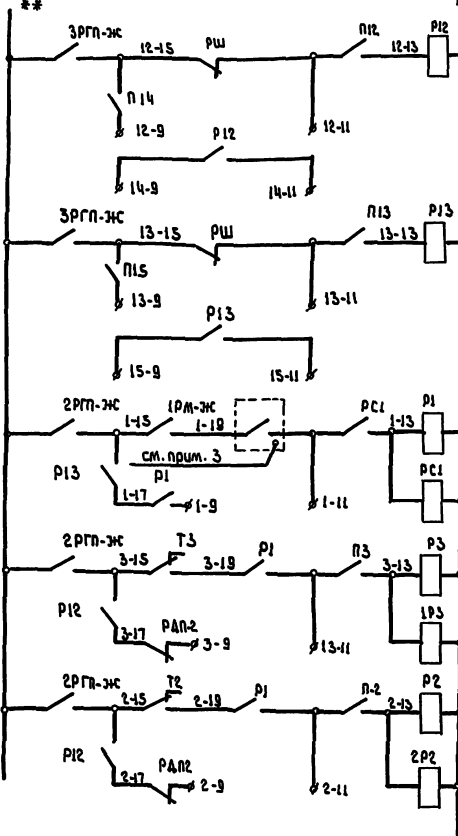 **
3РГП-Ж 12-15 РШ П12 12-13 Р12
П14
12-9 12-11
Р12
14-9 14-11
3РГП-Ж 13-15 РШ П13 13-13 Р13
П15
13-9 13-11
Р13
15-9 15-11
2РГП-Ж 1-15 1РМ-Ж 1-19 РС1 1-13 Р1
см. прим. 3
Р13 Р1 РС1
1-17 1-9 1-11
2РГП-Ж 3-15 Т3 3-19 Р1 П3 3-13 Р3
Р12 3-17 РДП-2 3-9 13-11 1Р3
2РГП-Ж 2-15 Т2 2-19 Р1 П-2 2-13 Р2
Р12 РДП2 2Р2
2-17 2-9 2-11